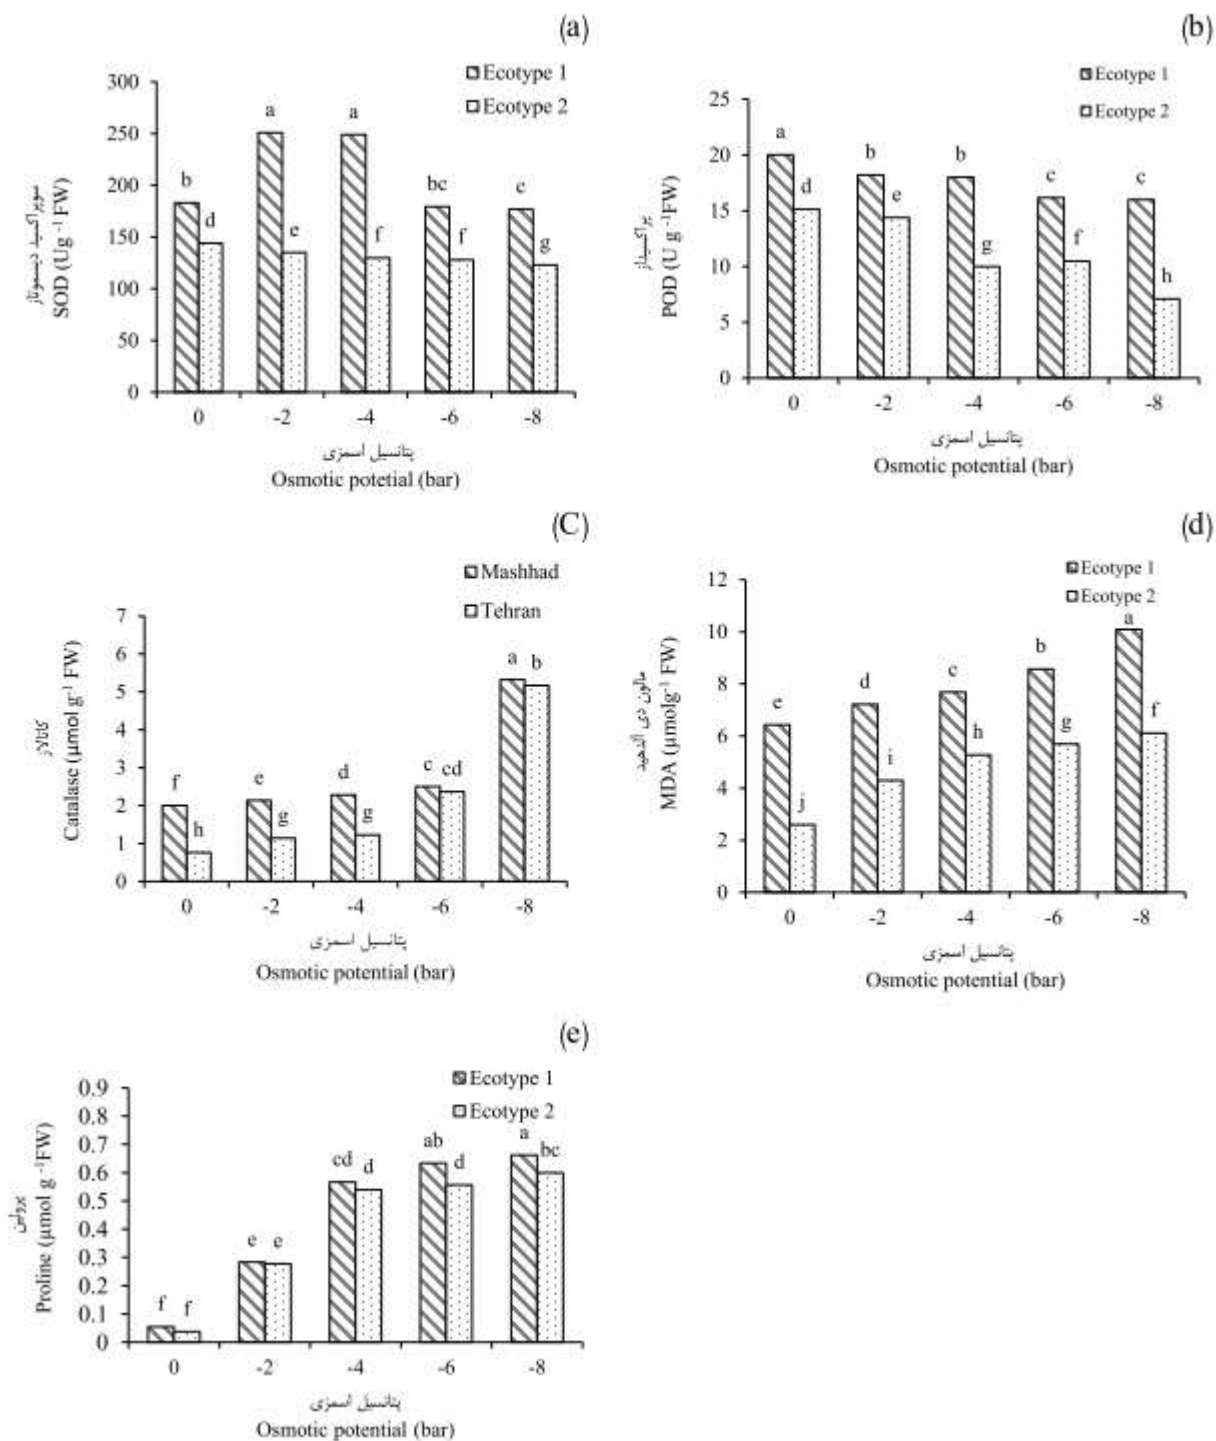 (a)
Ecotype 1
Ecotype 2
300
250
200
150
100
50
0
a
a
b
bc
c
d
e
f
f
g
سوپراکسید دیسموتاز
SOD (Ug -1 FW)
0 -2 -4 -6 -8
پتانسیل اسمزی
Osmotic potetial (bar)
(b)
Ecotype 1
Ecotype 2
25
20
15
10
5
0
a
b
b
c
c
d
e
g
f
h
پراکسیداز
POD (U g -1FW)
0 -2 -4 -6 -8
پتانسیل اسمزی
Osmotic potential (bar)
(C)
Mashhad
Tehran
7
6
5
4
3
2
1
0
f
h
e
g
d
g
c
cd
a
b
کاتالاز
Catalase (µmol g-1 FW)
0 -2 -4 -6 -8
پتانسیل اسمزی
Osmotic potential (bar)
(d)
Ecotype 1
Ecotype 2
12
10
8
6
4
2
0
e
j
d
i
c
h
b
g
a
f
مالون دی آلدهید
MDA (µmolg-1 FW)
0 -2 -4 -6 -8
پتانسیل اسمزی
Osmotic potential (bar)
(e)
Ecotype 1
Ecotype 2
0.9
0.8
0.7
0.6
0.5
0.4
0.3
0.2
0.1
0
f
f
e
e
cd
d
ab
d
a
bc
پرولین
Proline (µmol g -1FW)
0 -2 -4 -6 -8
پتانسیل اسمزی
Osmotic potential (bar)